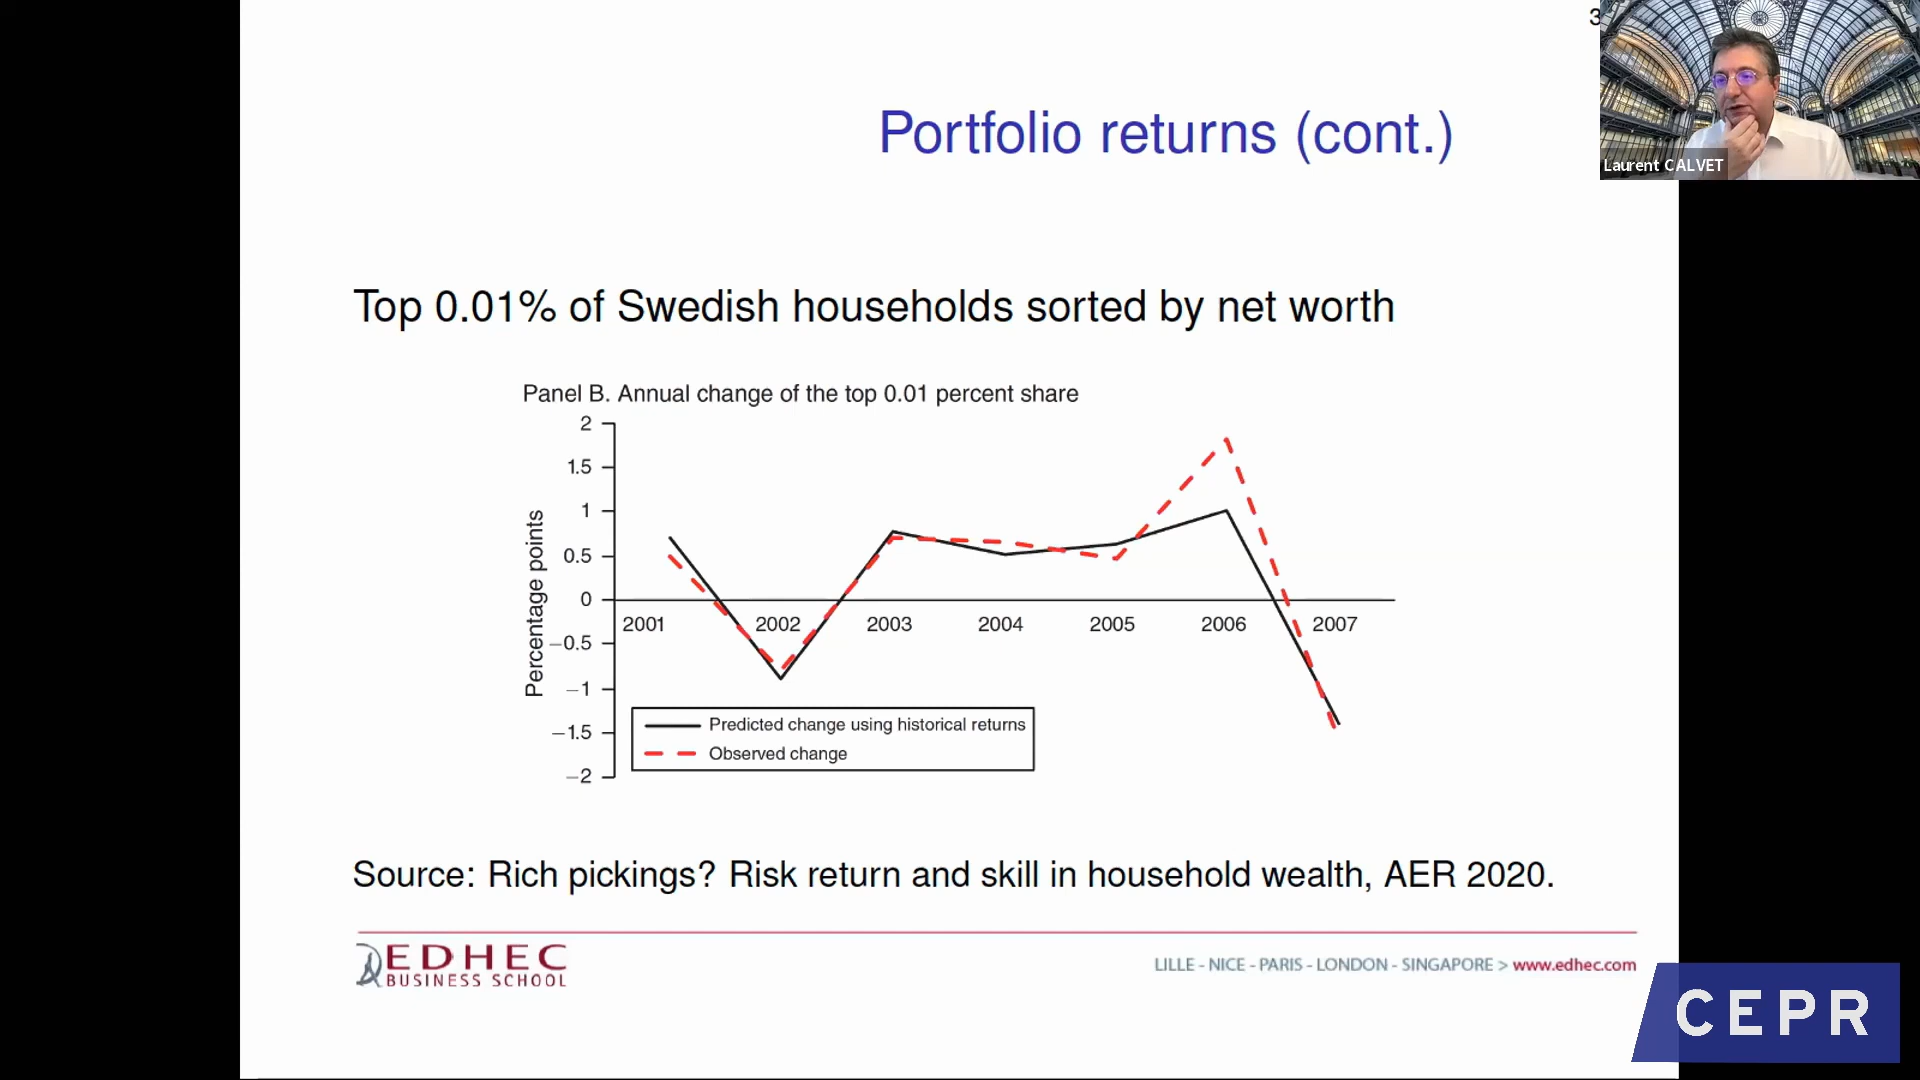 3
Laurent CALVET
Portfolio returns (cont.)
Top 0.01% of Swedish households sorted by net worth
Panel B. Annual change of the top 0.01 percent share
Percentage points
2
1.5
1
0.5
0
−0.5
−1
−1.5
−2
2001 2002 2003 2004 2005 2006 2007
Predicted change using historical returns
Observed change
Source: Rich pickings? Risk return and skill in household wealth, AER 2020.
EDHEC
BUSINESS SCHOOL
LILLE - NICE - PARIS - LONDON - SINGAPORE > www.edhec.com
CEPR